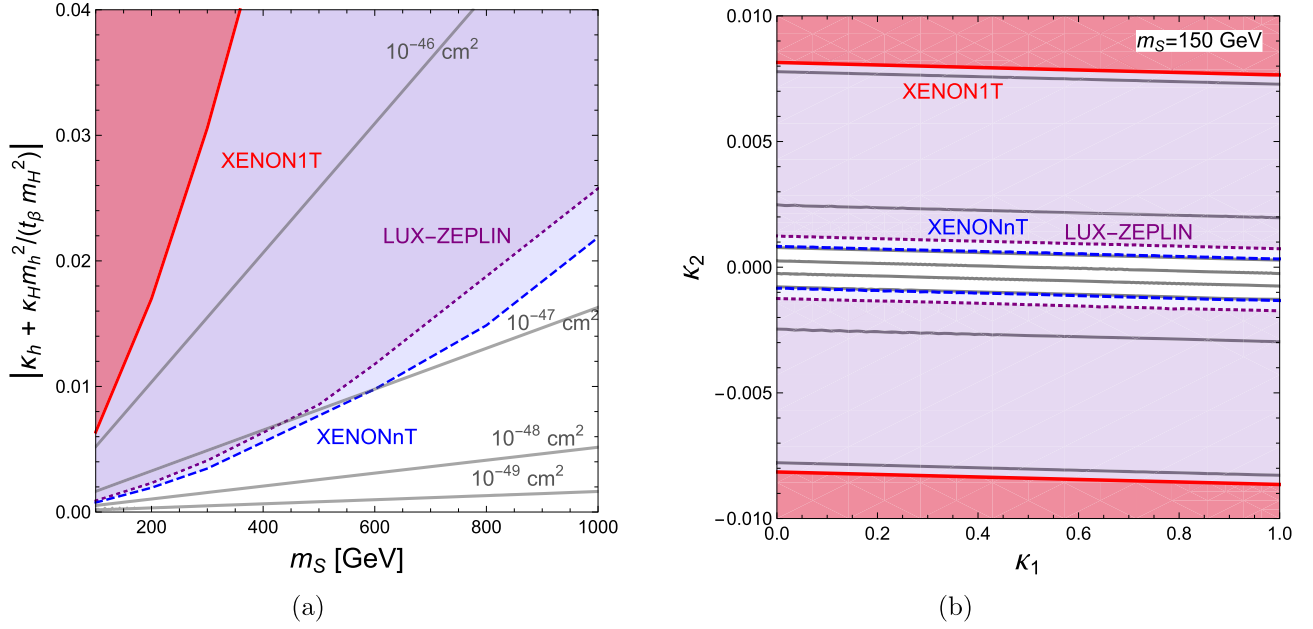 0.04
0.03
0.02
0.01
0.00
|κh + κHmh²/(tβ mH²)|
10⁻⁴⁶ cm²
XENON1T
LUX−ZEPLIN
10⁻⁴⁷ cm²
XENONnT
10⁻⁴⁸ cm²
10⁻⁴⁹ cm²
200 400 600 800 1000
mS [GeV]
(a)
0.010
0.005
0.000
−0.005
−0.010
κ2
mS=150 GeV
XENON1T
XENONnT
LUX−ZEPLIN
0.0 0.2 0.4 0.6 0.8 1.0
κ1
(b)